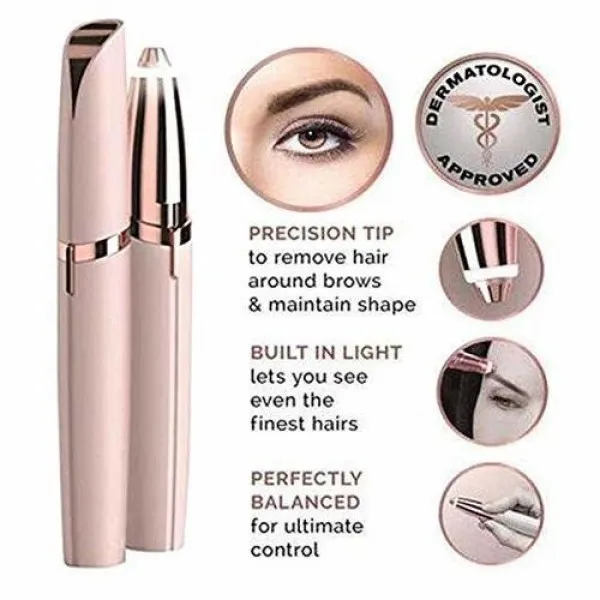 DERMATOLOGIST
APPROVED
PRECISION TIP
to remove hair
around brows
& maintain shape
BUILT IN LIGHT
lets you see
even the
finest hairs
PERFECTLY
BALANCED
for ultimate
control